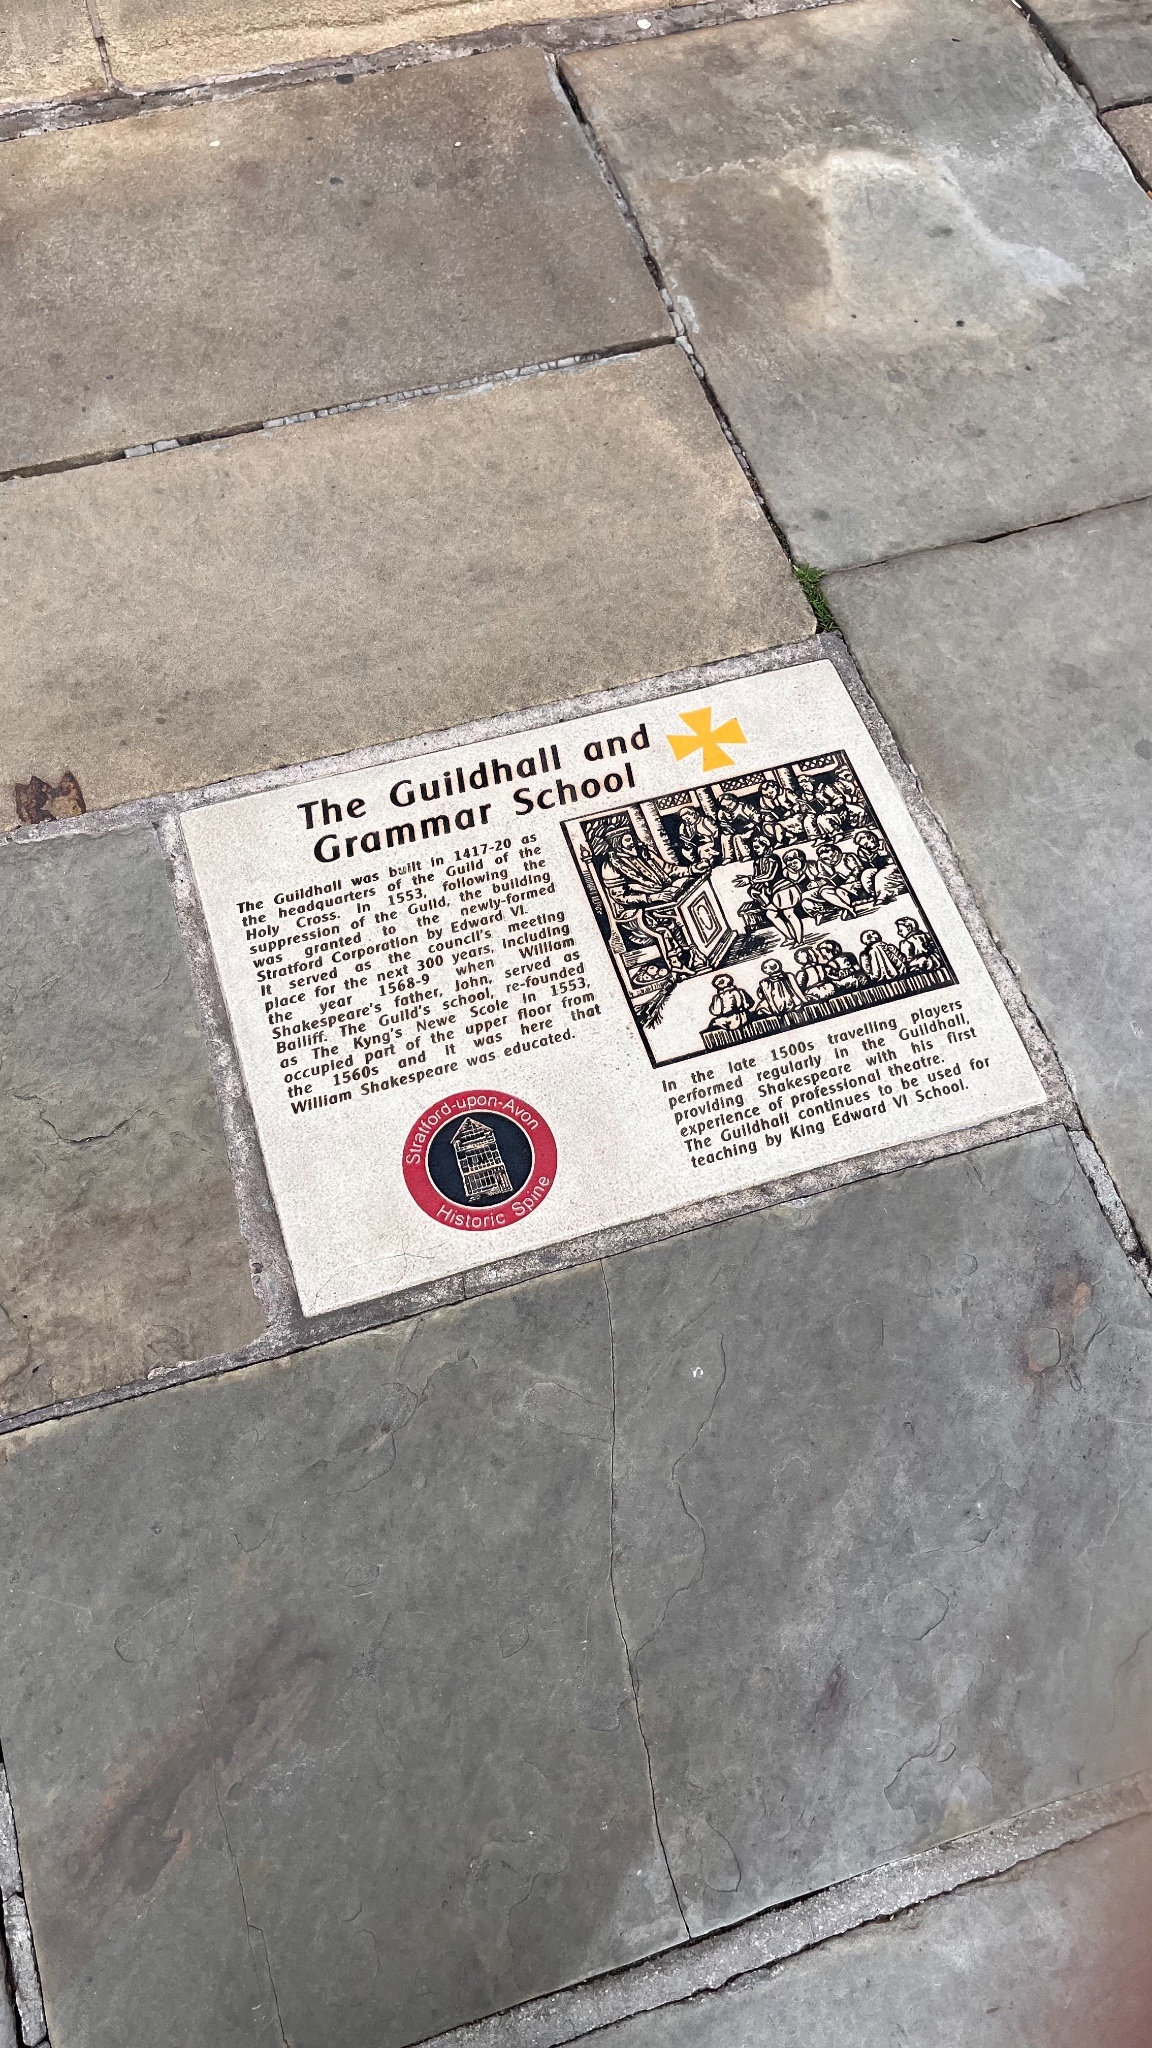 The Guildhall and
Grammar School
The Guildhall was built in 1417-20 as
the headquarters of the Guild of the
Holy Cross. In 1553, following the
suppression of the Guild, the building
was granted to the newly-formed
Stratford Corporation by Edward VI.
It served as the council's meeting
place for the next 300 years, including
the year 1568-9 when William
Shakespeare's father, John, served as
Bailiff. The Guild's school, re-founded
as The Kyng's Newe Scole in 1553,
occupied part of the upper floor from
the 1560s and it was here that
William Shakespeare was educated.
In the late 1500s travelling players
performed regularly in the Guildhall,
providing Shakespeare with his first
experience of professional theatre.
The Guildhall continues to be used for
teaching by King Edward VI School.
Stratford-upon-Avon
Historic Spine